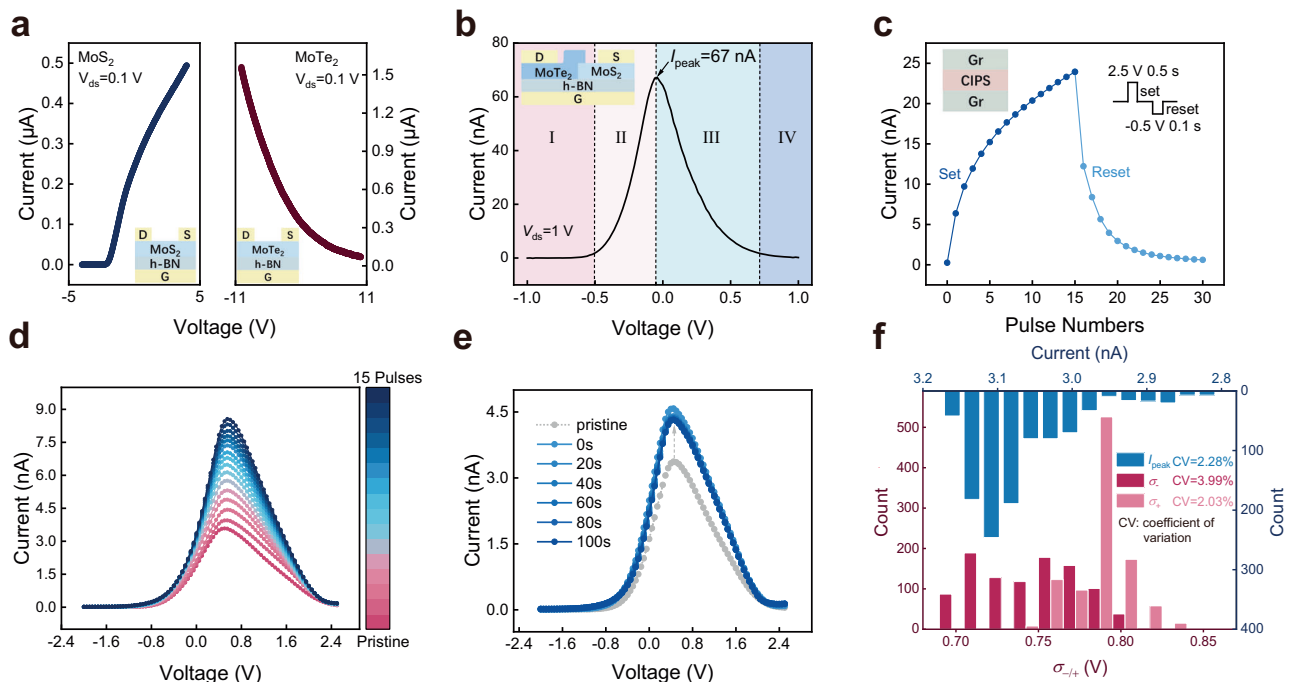 a
MoS2
Vds=0.1 V
MoTe2
Vds=0.1 V
0.5
0.4
0.3
0.2
0.1
0.0
1.5
1.2
0.9
0.6
0.3
0.0
Current (μA)
Current (μA)
D S
MoS2
h-BN
G
D S
MoTe2
h-BN
G
-5 5
-11 11
Voltage (V)
b
80
60
40
20
0
Current (nA)
D S
MoTe2 MoS2
h-BN
G
Ipeak=67 nA
I II III IV
Vds=1 V
-1.0 -0.5 0.0 0.5 1.0
Voltage (V)
c
25
20
15
10
5
0
Current (nA)
Gr
CIPS
Gr
2.5 V 0.5 s
set
reset
-0.5 V 0.1 s
Set
Reset
0 5 10 15 20 25 30
Pulse Numbers
d
15 Pulses
Pristine
9.0
7.5
6.0
4.5
3.0
1.5
0.0
Current (nA)
-2.4 -1.6 -0.8 0.0 0.8 1.6 2.4
Voltage (V)
e
4.5
3.0
1.5
0.0
Current (nA)
pristine
0s
20s
40s
60s
80s
100s
-2.4 -1.6 -0.8 0.0 0.8 1.6 2.4
Voltage (V)
f
Current (nA)
3.2 3.1 3.0 2.9 2.8
500
400
300
200
100
0
Count
0
100
200
300
400
Count
Ipeak CV=2.28%
σ- CV=3.99%
σ+ CV=2.03%
CV: coefficient of
variation
0.70 0.75 0.80 0.85
σ-/+ (V)